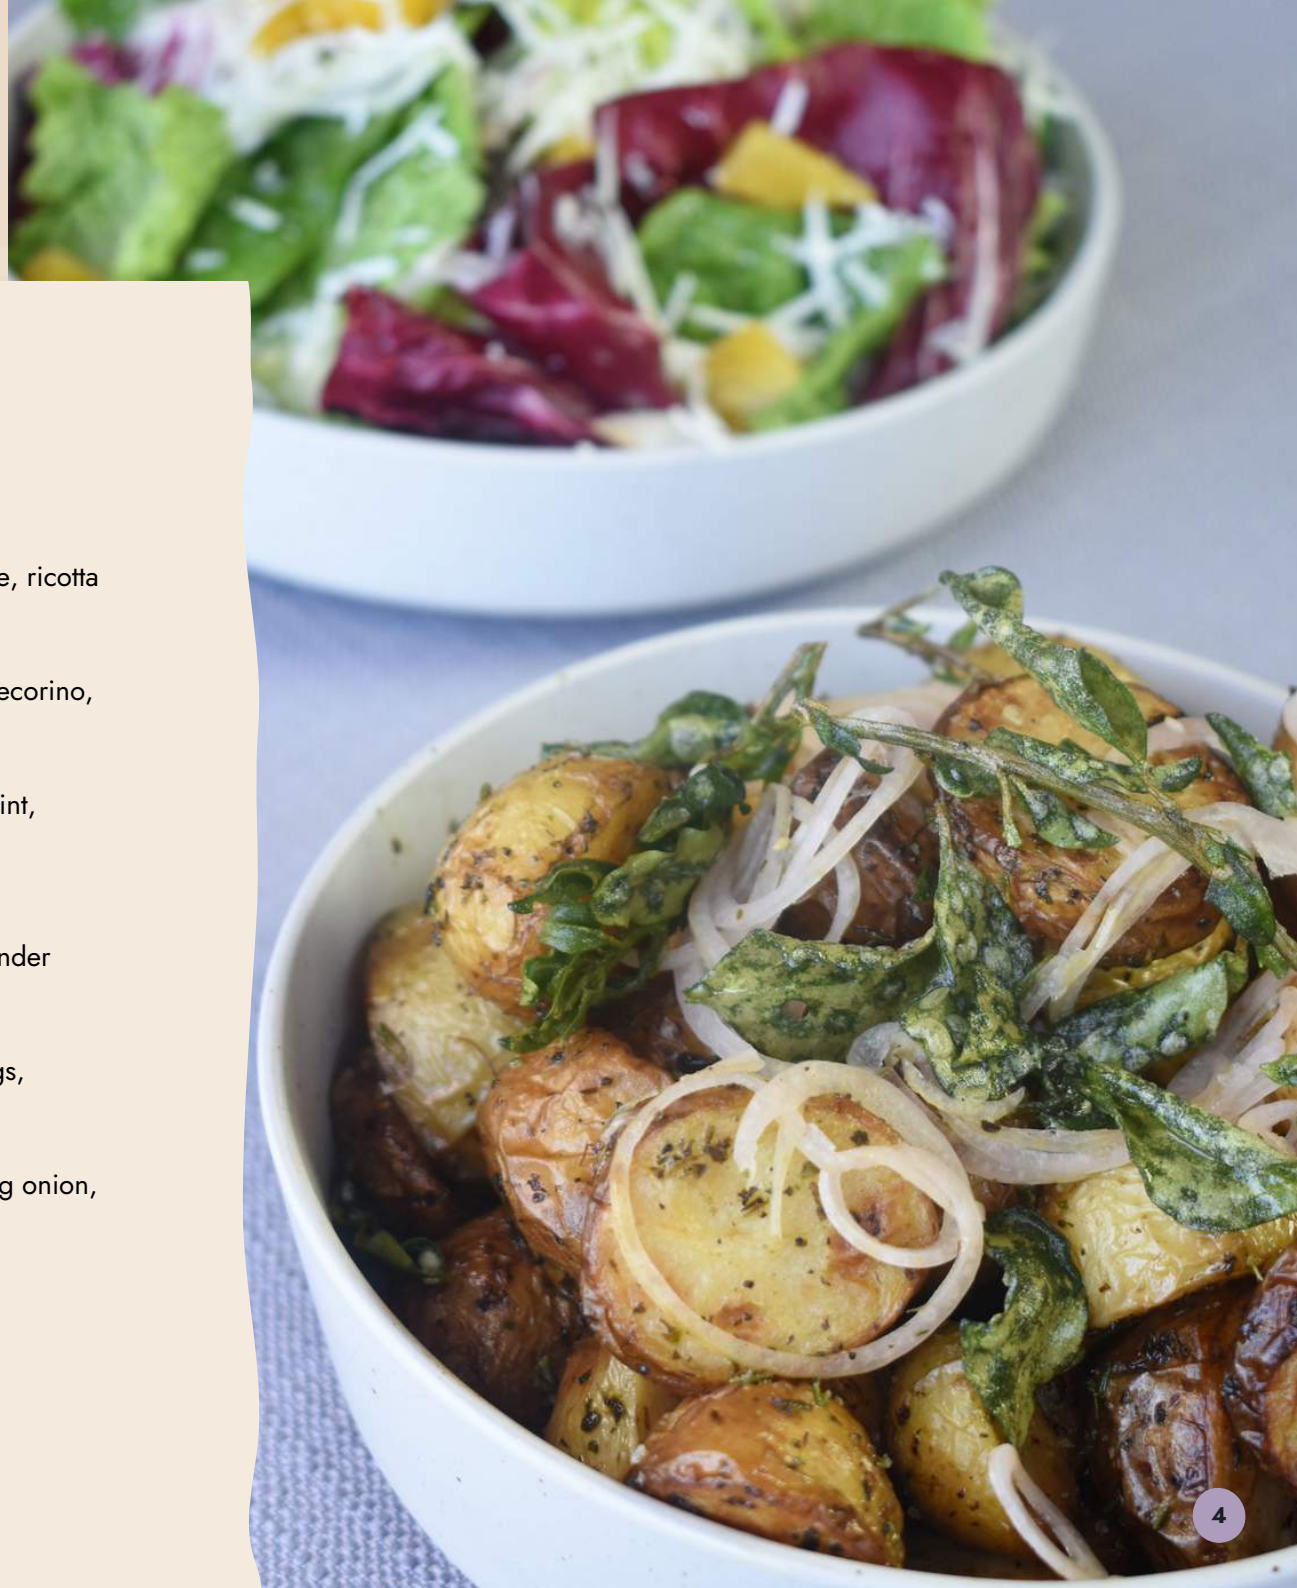 e, ricotta
ecorino,
int,
nder
gs,
g onion,
4